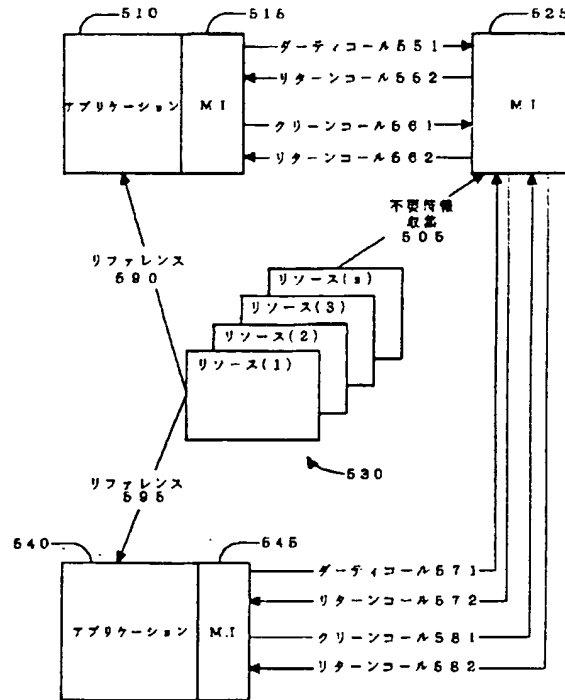 510
515
525
アプリケーション
MI
MI
ダーティコール551
リターンコール552
クリーンコール561
リターンコール562
不要情報
収集
505
リファレンス
590
リソース(s)
リソース(3)
リソース(2)
リソース(1)
530
リファレンス
595
540
545
アプリケーション
M.I
ダーティコール571
リターンコール572
クリーンコール581
リターンコール582